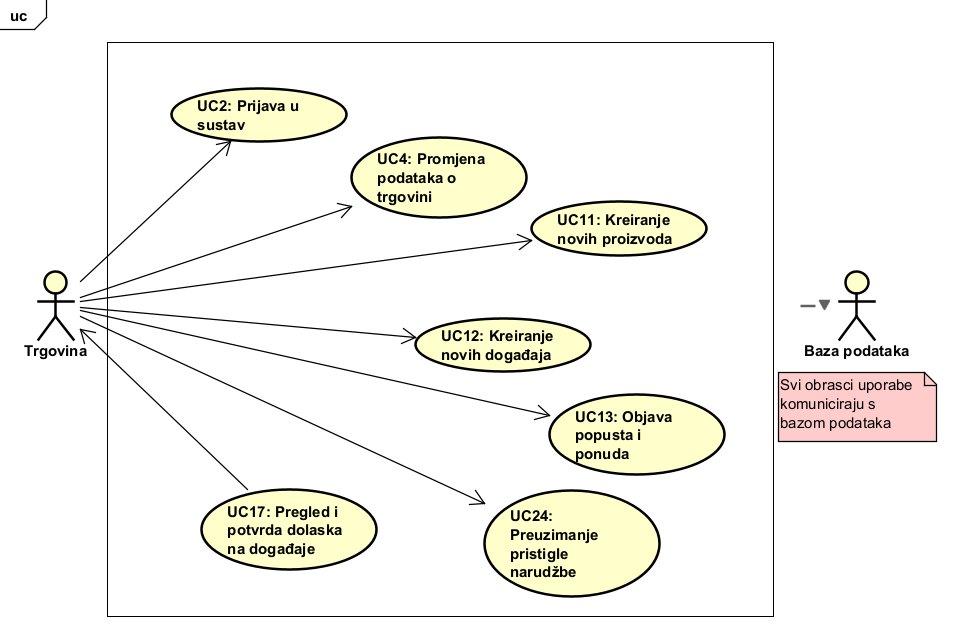 uc
UC2: Prijava u
sustav
UC4: Promjena
podataka o
trgovini
UC11: Kreiranje
novih proizvoda
Trgovina
Baza podataka
UC12: Kreiranje
novih događaja
Svi obrasci uporabe
komuniciraju s
bazom podataka
UC13: Objava
popusta i
ponuda
UC17: Pregled i
potvrda dolaska
na događaje
UC24:
Preuzimanje
pristigle
narudžbe